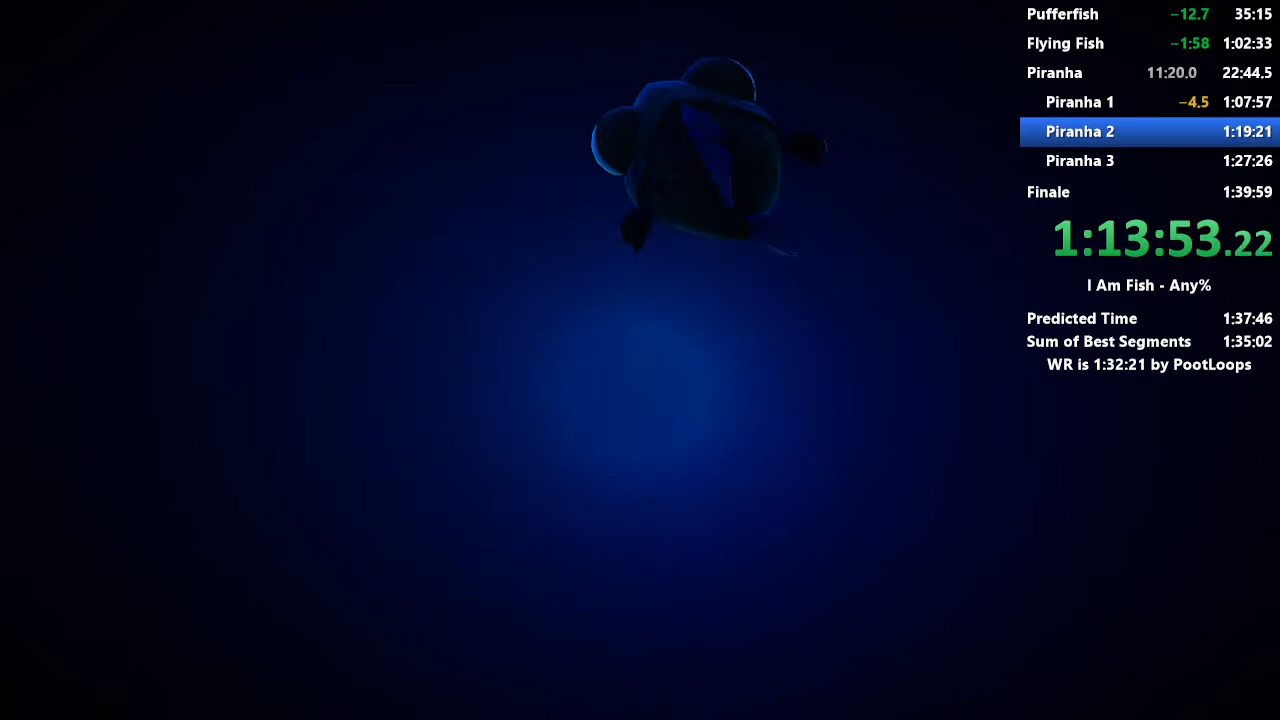 Pufferfish −12.7 35:15
Flying Fish −1:58 1:02:33
Piranha 11:20.0 22:44.5
Piranha 1 −4.5 1:07:57
Piranha 2 1:19:21
Piranha 3 1:27:26
Finale 1:39:59
1:13:53.22
I Am Fish - Any%
Predicted Time 1:37:46
Sum of Best Segments 1:35:02
WR is 1:32:21 by PootLoops